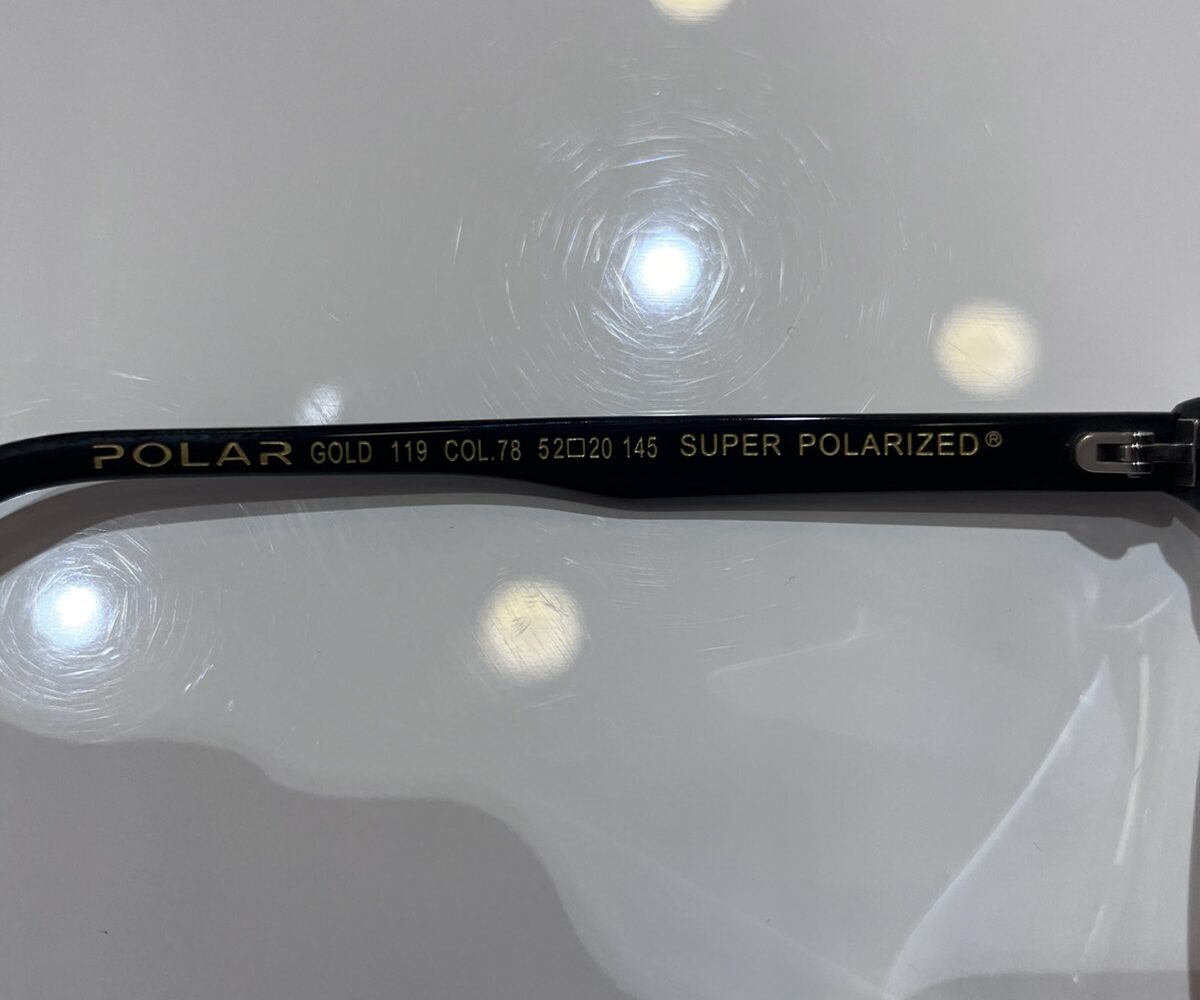 POLAR GOLD 119 COL.78 52□20 145 SUPER POLARIZED®